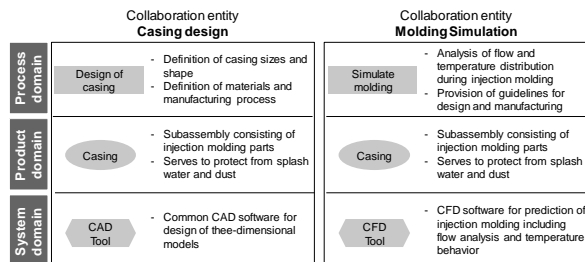 Collaboration entity
Casing design
Collaboration entity
Molding Simulation
Process
domain
Design of
casing
- Definition of casing sizes and
shape
- Definition of materials and
manufacturing process
Simulate
molding
- Analysis of flow and
temperature distribution
during injection molding
- Provision of guidelines for
design and manufacturing
Product
domain
Casing
- Subassembly consisting of
injection molding parts
- Serves to protect from splash
water and dust
Casing
- Subassembly consisting of
injection molding parts
- Serves to protect from splash
water and dust
System
domain
CAD
Tool
- Common CAD software for
design of thee-dimensional
models
CFD
Tool
- CFD software for prediction of
injection molding including
flow analysis and temperature
behavior